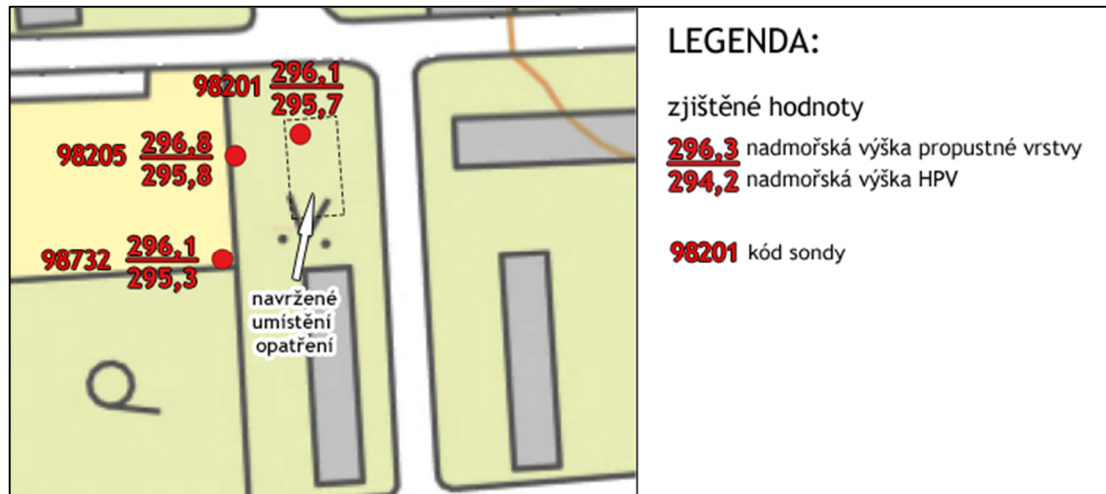 98201 296,1
295,7
98205 296,8
295,8
98732 296,1
295,3
navržené
umístění
opatření
LEGENDA:
zjištěné hodnoty
296,3 nadmořská výška propustné vrstvy
294,2 nadmořská výška HPV
98201 kód sondy